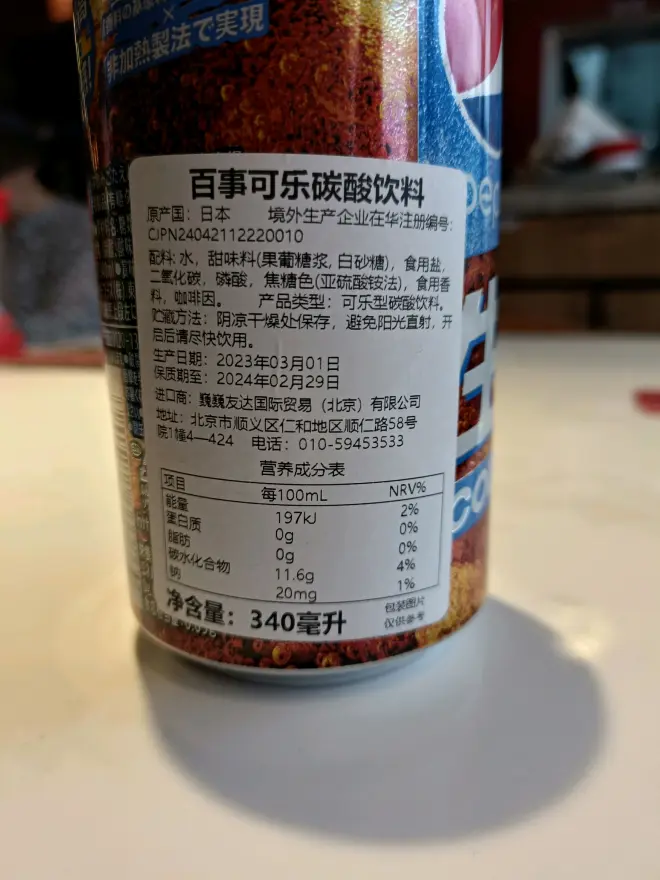 ×
非加熱製法で実現
pep
百事可乐碳酸饮料
原产国：日本 境外生产企业在华注册编号：
CJPN24042112220010
配料：水，甜味料(果葡糖浆，白砂糖)，食用盐，
二氧化碳，磷酸，焦糖色(亚硫酸铵法)，食用香
料，咖啡因。 产品类型：可乐型碳酸饮料。
贮藏方法：阴凉干燥处保存，避免阳光直射，开
启后请尽快饮用。
生产日期：2023年03月01日
保质期至：2024年02月29日
进口商：巍巍友达国际贸易（北京）有限公司
地址：北京市顺义区仁和地区顺仁路58号
院1幢4—424 电话：010-59453533
营养成分表
项目 每100mL NRV%
能量 197kJ 2%
蛋白质 0g 0%
脂肪 0g 0%
碳水化合物 11.6g 4%
钠 20mg 1%
净含量：340毫升
包装图片
仅供参考